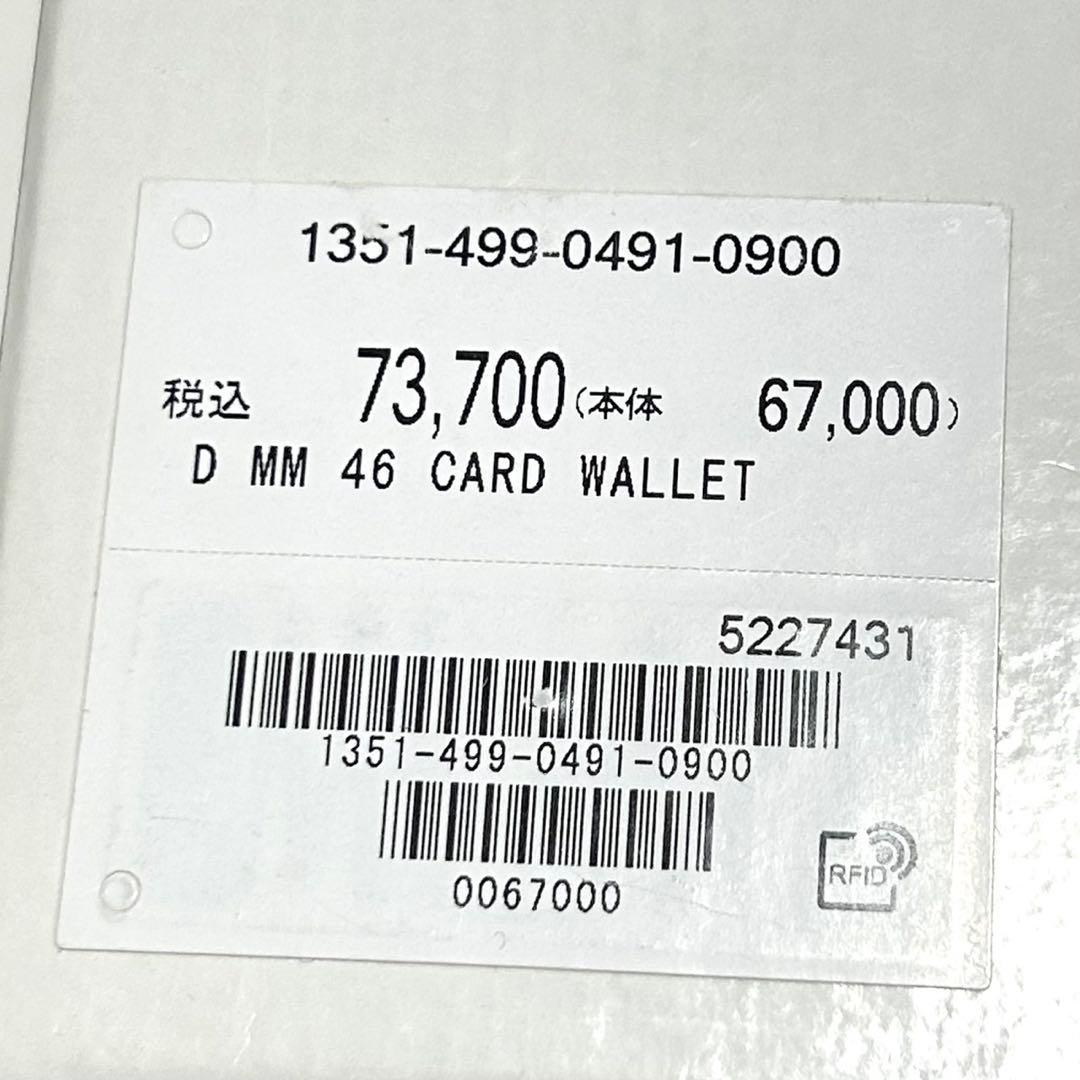 1351-499-0491-0900
税込 73,700(本体 67,000)
D MM 46 CARD WALLET
5227431
1351-499-0491-0900
0067000
RFID